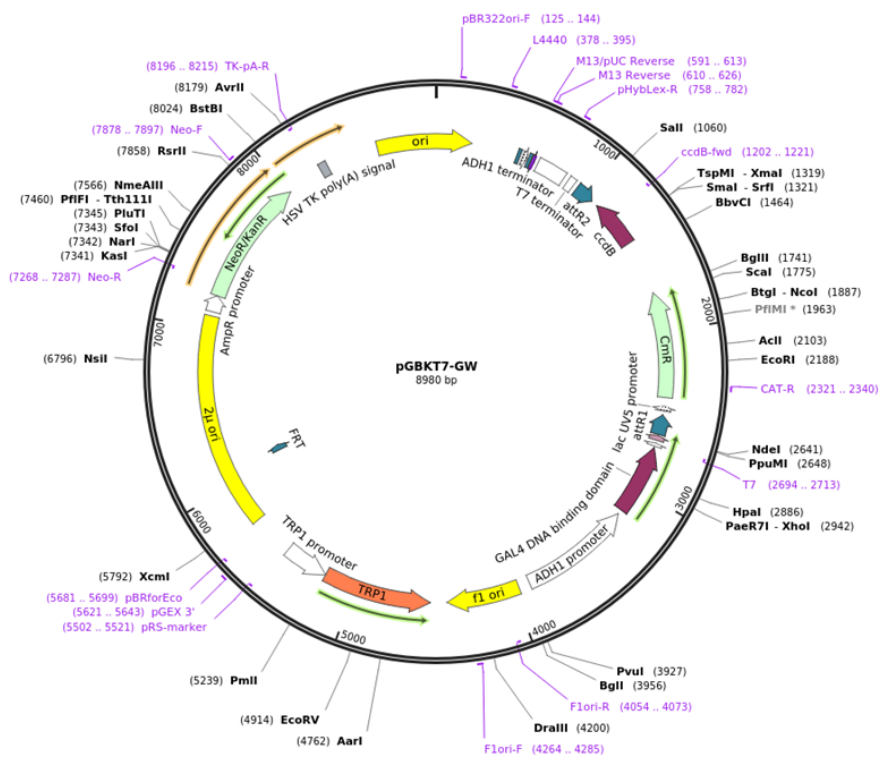 pBR322ori-F (125 .. 144)
L4440 (378 .. 395)
M13/pUC Reverse (591 .. 613)
M13 Reverse (610 .. 626)
pHybLex-R (758 .. 782)
SalI (1060)
ccdB-fwd (1202 .. 1221)
TspMI - XmaI (1319)
SmaI - SrfI (1321)
BbvCI (1464)
BglII (1741)
ScaI (1775)
BtgI - NcoI (1887)
PflMI * (1963)
AclI (2103)
EcoRI (2188)
CAT-R (2321 .. 2340)
NdeI (2641)
PpuMI (2648)
T7 (2694 .. 2713)
HpaI (2886)
PaeR7I - XhoI (2942)
PvuI (3927)
BglI (3956)
F1ori-R (4054 .. 4073)
DraIII (4200)
F1ori-F (4264 .. 4285)
(4762) AarI
(4914) EcoRV
(5239) PmlI
(5502 .. 5521) pRS-marker
(5621 .. 5643) pGEX 3'
(5681 .. 5699) pBRforEco
(5792) XcmI
(6796) NsiI
(7268 .. 7287) Neo-R
(7341) KasI
(7342) NarI
(7343) SfoI
(7345) PluTI
(7460) PflFI - Tth111I
(7566) NmeAIII
(7858) RsrII
(7878 .. 7897) Neo-F
(8024) BstBI
(8179) AvrII
(8196 .. 8215) TK-pA-R
1000
2000
3000
4000
5000
6000
7000
8000
ori
ADH1 terminator
T7 terminator
attR2
ccdB
CmR
lac UV5 promoter
attR1
GAL4 DNA binding domain
ADH1 promoter
f1 ori
TRP1
TRP1 promoter
FRT
2μ ori
AmpR promoter
NeoR/KanR
HSV TK poly(A) signal
pGBKT7-GW
8980 bp